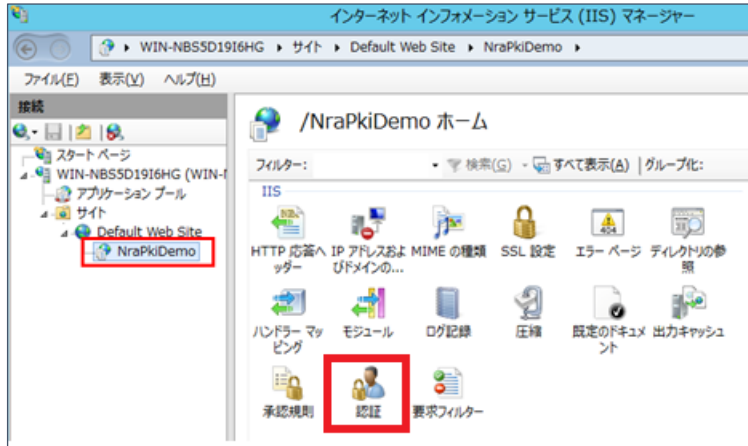 インターネット インフォメーション サービス (IIS) マネージャー
WIN-NBS5D19I6HG ▸ サイト ▸ Default Web Site ▸ NraPkiDemo ▸
ファイル(F) 表示(V) ヘルプ(H)
接続
スタート ページ
WIN-NBS5D19I6HG (WIN-
アプリケーション プール
サイト
Default Web Site
NraPkiDemo
/NraPkiDemo ホーム
フィルター: 検索(G) すべて表示(A) グループ化:
IIS
HTTP 応答ヘ
ッダー
IP アドレスおよ
びドメインの...
MIME の種類
SSL 設定
404
エラー ページ
ディレクトリの参
照
ハンドラー マッ
ピング
モジュール
ログ記録
圧縮
既定のドキュメ
ント
出力キャッシュ
承認規則
認証
要求フィルター